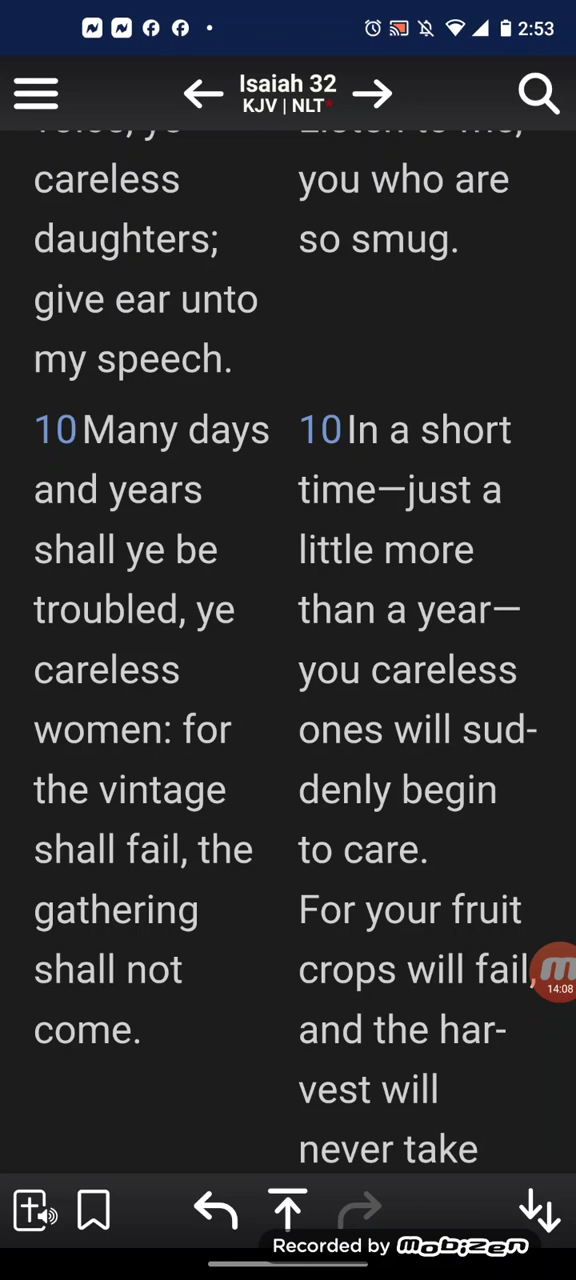 2:53
Isaiah 32
KJV | NLT*
careless
daughters;
give ear unto
my speech.
10 Many days
and years
shall ye be
troubled, ye
careless
women: for
the vintage
shall fail, the
gathering
shall not
come.
you who are
so smug.
10 In a short
time—just a
little more
than a year—
you careless
ones will sud-
denly begin
to care.
For your fruit
crops will fail,
and the har-
vest will
never take
14:08
Recorded by mobizen